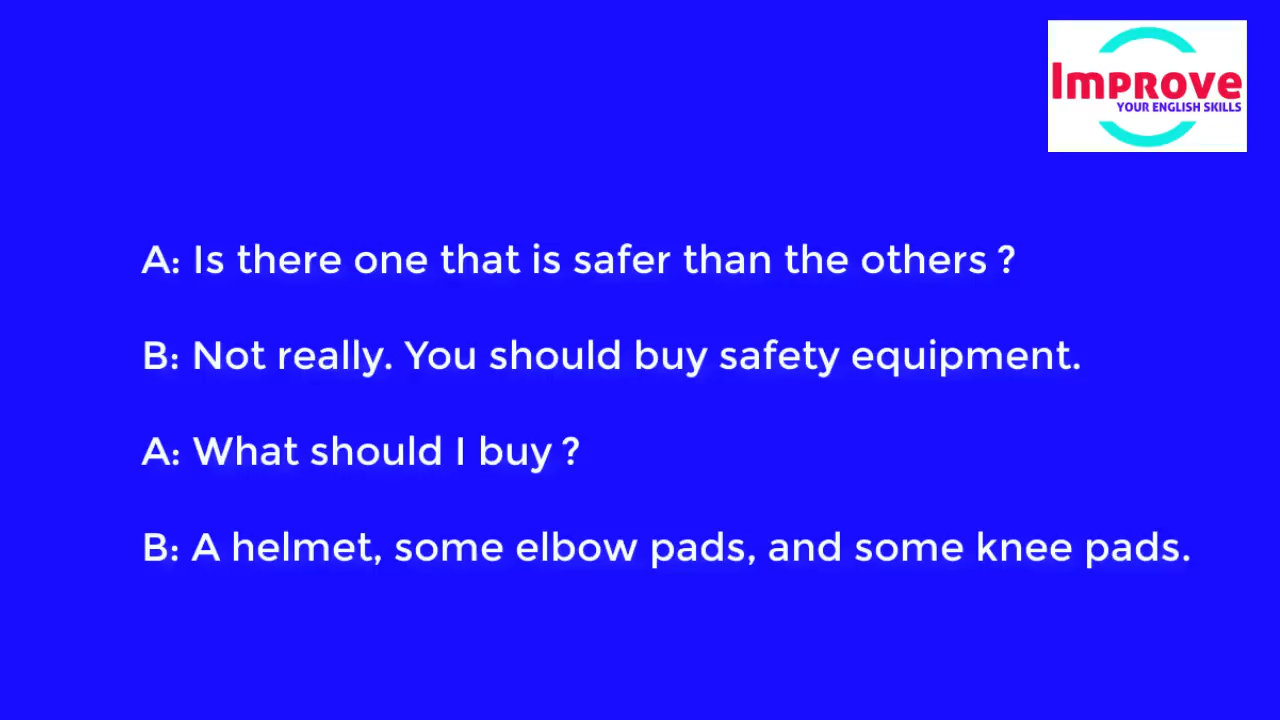 Improve
YOUR ENGLISH SKILLS
A: Is there one that is safer than the others ?
B: Not really. You should buy safety equipment.
A: What should I buy ?
B: A helmet, some elbow pads, and some knee pads.